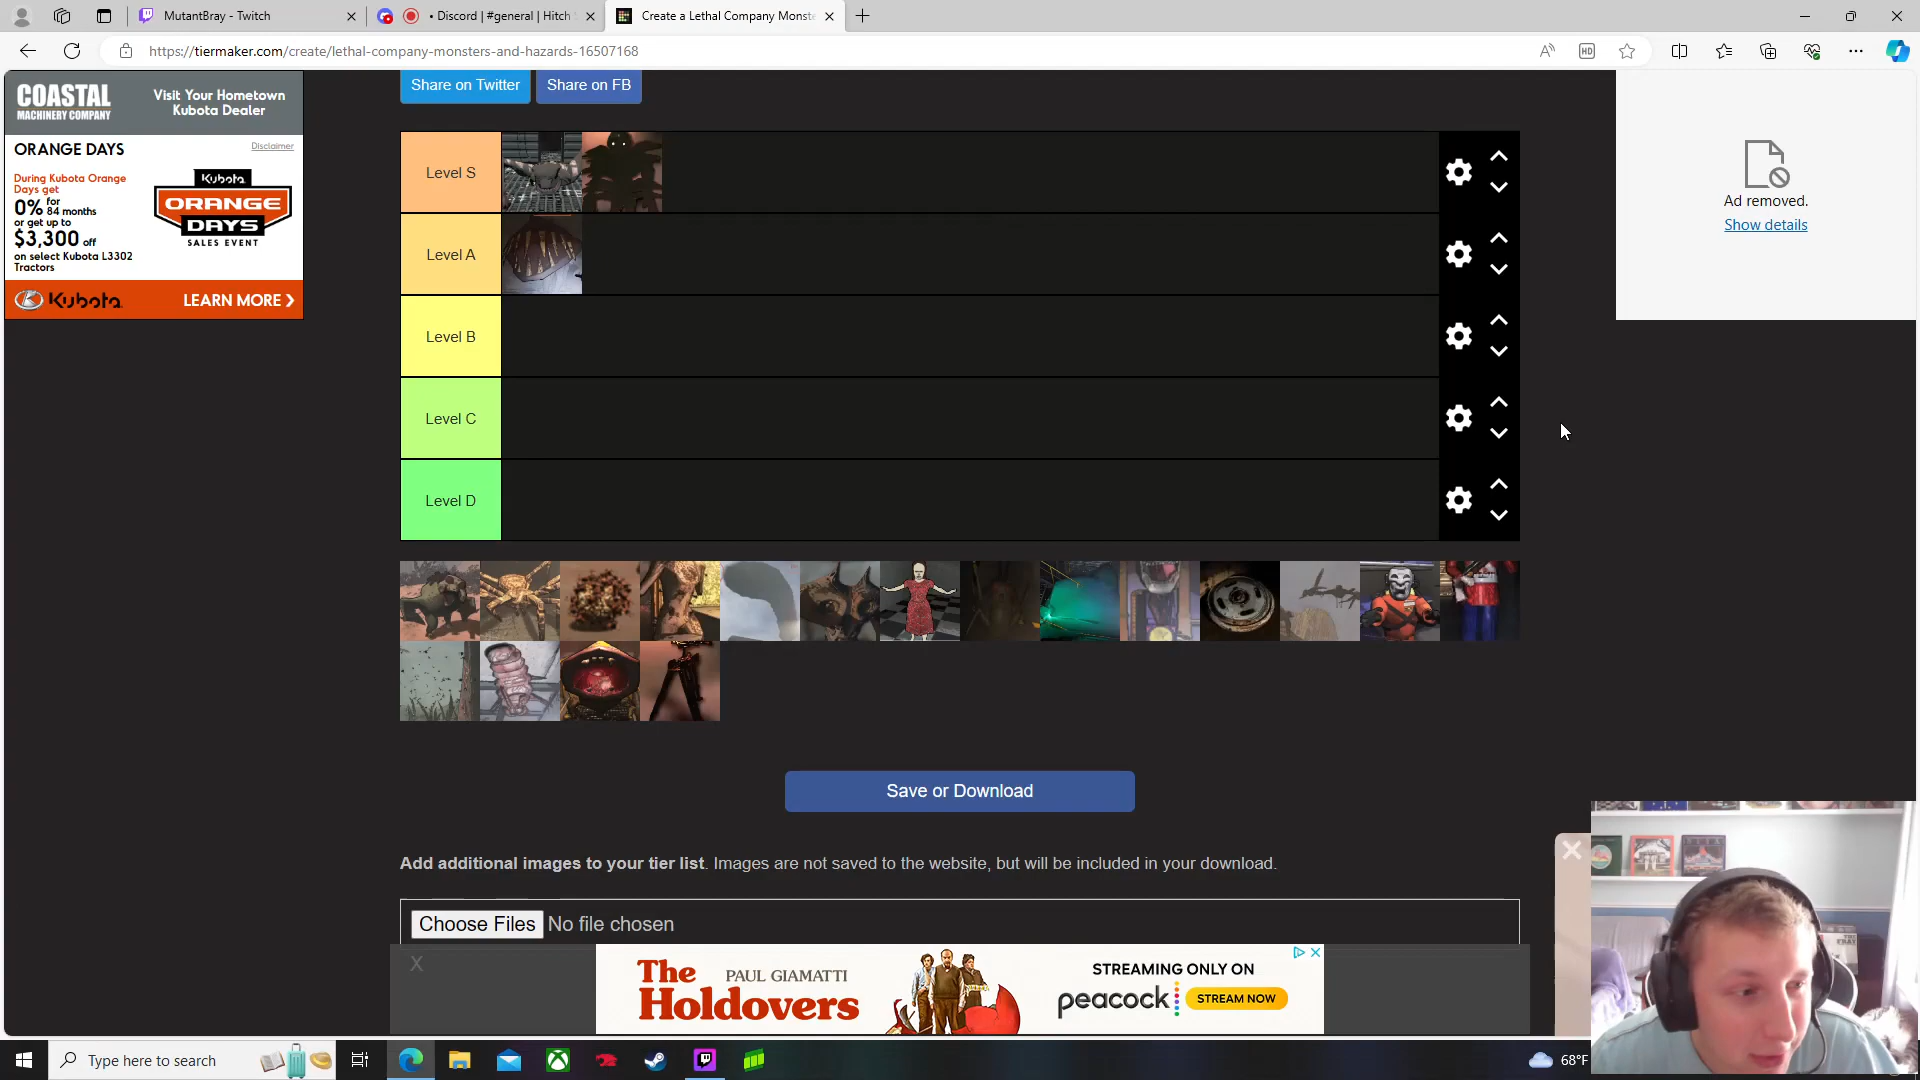 MutantBray - Twitch
• Discord | #general | Hitch
Create a Lethal Company Monst
https://tiermaker.com/create/lethal-company-monsters-and-hazards-16507168
HD
COASTAL
MACHINERY COMPANY
Visit Your Hometown
Kubota Dealer
ORANGE DAYS
Disclaimer
During Kubota Orange
Days get
0% for
84 months
or get up to
$3,300 off
on select Kubota L3302
Tractors
Kubota
ORANGE
DAYS
SALES EVENT
Kubota
LEARN MORE
Share on Twitter
Share on FB
Level S
Level A
Level B
Level C
Level D
Ad removed.
Show details
Save or Download
Add additional images to your tier list. Images are not saved to the website, but will be included in your download.
Choose Files No file chosen
X
The
Holdovers
PAUL GIAMATTI
STREAMING ONLY ON
peacock
STREAM NOW
Type here to search
68°F